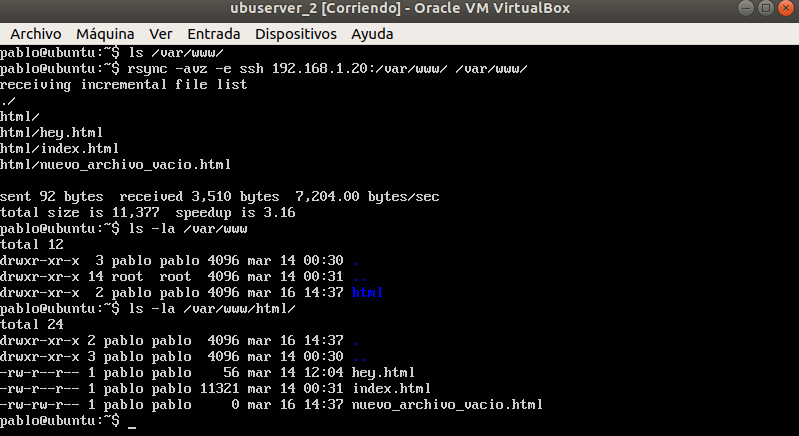 ubuserver_2 [Corriendo] - Oracle VM VirtualBox
Archivo Máquina Ver Entrada Dispositivos Ayuda
pablo@ubuntu:~$ ls /var/www/
pablo@ubuntu:~$ rsync -avz -e ssh 192.168.1.20:/var/www/ /var/www/
receiving incremental file list
./
html/
html/hey.html
html/index.html
html/nuevo_archivo_vacio.html
sent 92 bytes  received 3,510 bytes  7,204.00 bytes/sec
total size is 11,377  speedup is 3.16
pablo@ubuntu:~$ ls -la /var/www
total 12
drwxr-xr-x  3 pablo pablo 4096 mar 14 00:30 .
drwxr-xr-x 14 root  root  4096 mar 14 00:31 ..
drwxr-xr-x  2 pablo pablo 4096 mar 16 14:37 html
pablo@ubuntu:~$ ls -la /var/www/html/
total 24
drwxr-xr-x 2 pablo pablo  4096 mar 16 14:37 .
drwxr-xr-x 3 pablo pablo  4096 mar 14 00:30 ..
-rw-r--r-- 1 pablo pablo    56 mar 14 12:04 hey.html
-rw-r--r-- 1 pablo pablo 11321 mar 14 00:31 index.html
-rw-rw-r-- 1 pablo pablo     0 mar 16 14:37 nuevo_archivo_vacio.html
pablo@ubuntu:~$ _